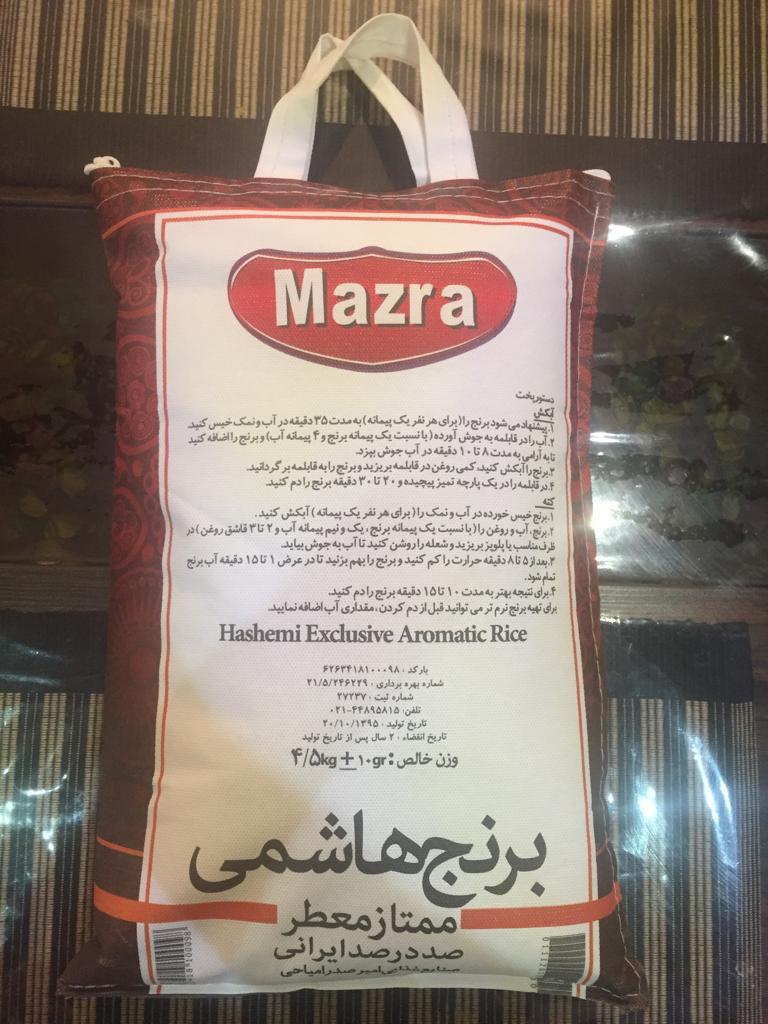 Mazra
دستور پخت
آبکش
۱. پیشنهاد می شود برنج را (برای هر نفر یک پیمانه) به مدت ۳۵ دقیقه در آب و نمک خیس کنید.
۲. آب را در قابلمه به جوش آورده (با نسبت یک پیمانه برنج و ۴ پیمانه آب) و برنج را اضافه کنید
تا به آرامی به مدت ۸ تا ۱۰ دقیقه در آب جوش بپزد.
۳. برنج را آبکش کنید، کمی روغن در قابلمه بریزید و برنج را به قابلمه برگردانید.
۴. در قابلمه را در یک پارچه تمیز پیچیده و ۲۰ تا ۳۰ دقیقه برنج را دم کنید.
کته
۱. برنج خیس خورده در آب و نمک را (برای هر نفر یک پیمانه) آبکش کنید.
۲. برنج، آب و روغن را (با نسبت یک پیمانه برنج، یک و نیم پیمانه آب و ۲ تا ۳ قاشق روغن) در
ظرف مناسب یا پلوپز بریزید و شعله را روشن کنید تا آب به جوش بیاید.
۳. بعد از ۵ تا ۸ دقیقه حرارت را کم کنید و برنج را بهم بزنید تا در عرض ۱ تا ۱۵ دقیقه آب برنج
تمام شود.
۴. برای نتیجه بهتر به مدت ۱۰ تا ۱۵ دقیقه برنج را دم کنید.
برای تهیه برنج نرم تر می توانید قبل از دم کردن، مقداری آب اضافه نمایید.
Hashemi Exclusive Aromatic Rice
بارکد : ۶۲۶۳۴۱۸۱۰۰۰۹۸
شماره بهره برداری : ۲۱/۵/۲۴۶۲۲۹
شماره ثبت : ۲۷۲۳۷
تلفن: ۴۴۸۹۵۸۱۵-۰۲۱
تاریخ تولید : ۲۰/۱۰/۱۳۹۵
تاریخ انقضاء : ۲ سال پس از تاریخ تولید
وزن خالص: ۴/۵kg ± ۱۰gr
برنج هاشمی
ممتاز معطر
صد در صد ایرانی
صنایع غذایی امیر صدرا میاحی